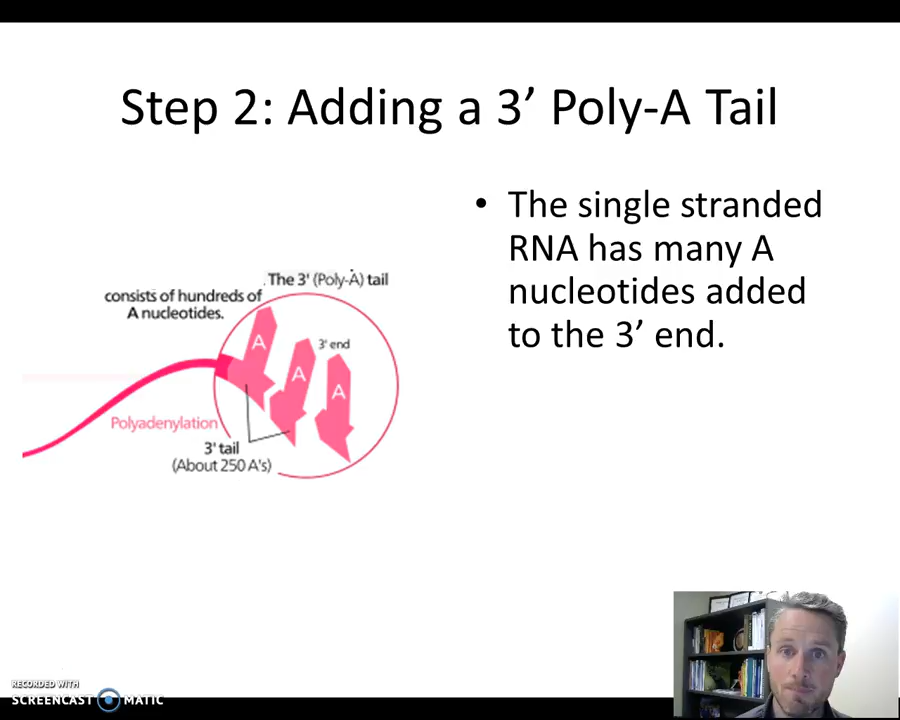 Step 2: Adding a 3’ Poly-A Tail
• The single stranded
RNA has many A
nucleotides added
to the 3’ end.
. The 3' (Poly-A) tail
consists of hundreds of
A nucleotides.
A
3' end
A
A
Polyadenylation
3' tail
(About 250 A's)
RECORDED WITH
SCREENCAST MATIC